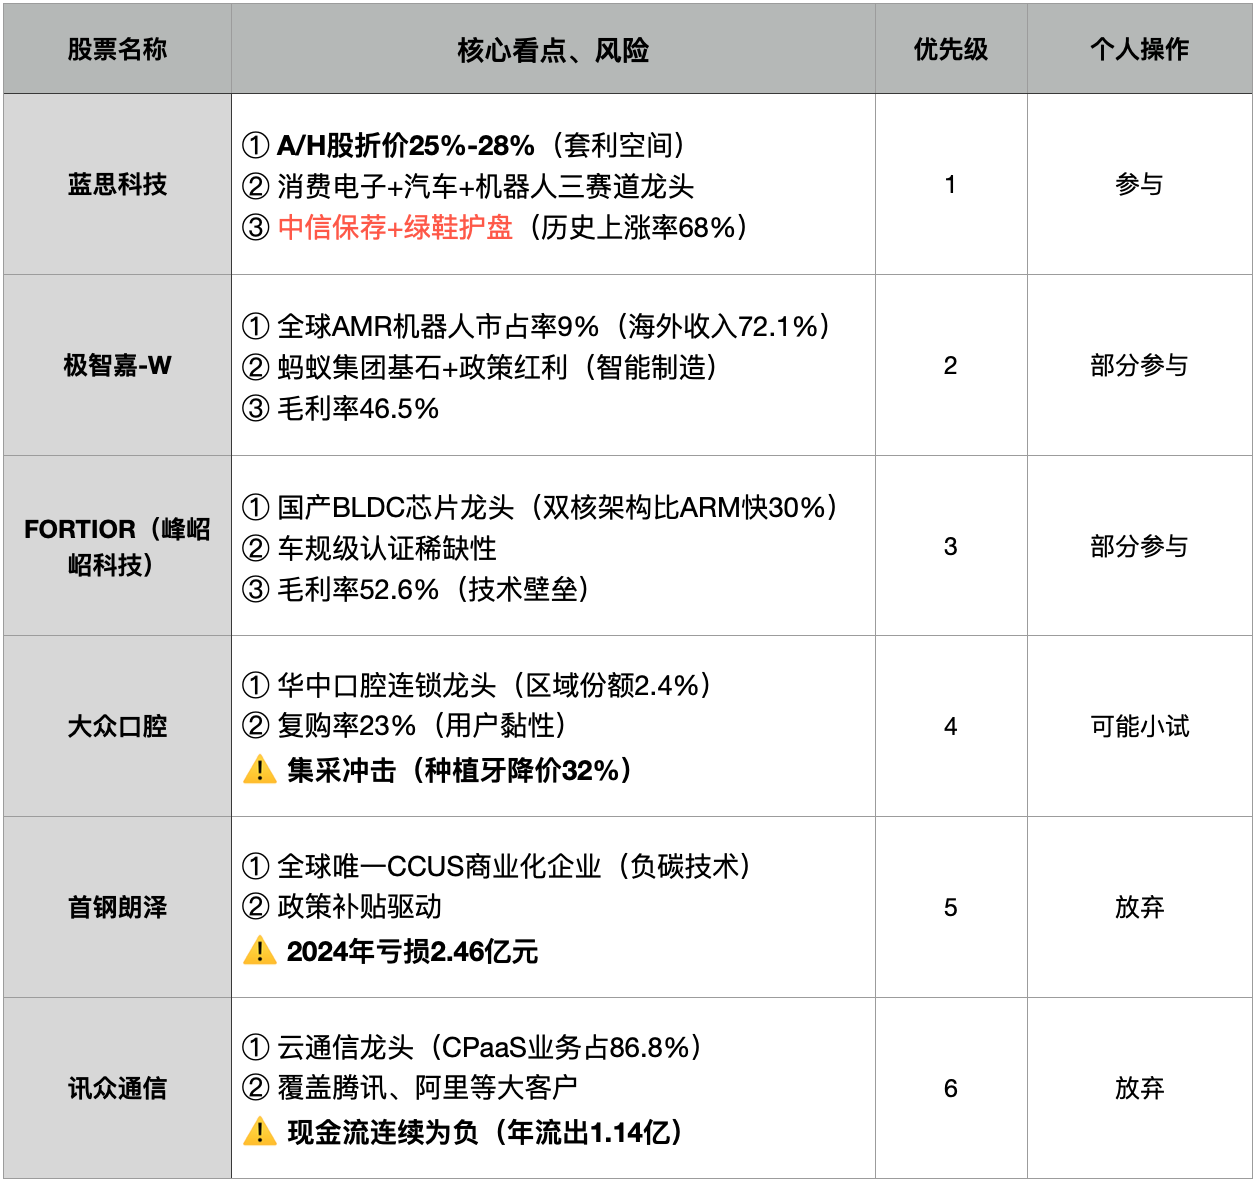 股票名称
核心看点、风险
优先级
个人操作
蓝思科技
① A/H股折价25%-28%（套利空间）
② 消费电子+汽车+机器人三赛道龙头
③ 中信保荐+绿鞋护盘（历史上涨率68%）
1
参与
极智嘉-W
① 全球AMR机器人市占率9%（海外收入72.1%）
② 蚂蚁集团基石+政策红利（智能制造）
③ 毛利率46.5%
2
部分参与
FORTIOR（峰岹
岹科技）
① 国产BLDC芯片龙头（双核架构比ARM快30%）
② 车规级认证稀缺性
③ 毛利率52.6%（技术壁垒）
3
部分参与
大众口腔
① 华中口腔连锁龙头（区域份额2.4%）
② 复购率23%（用户黏性）
⚠️ 集采冲击（种植牙降价32%）
4
可能小试
首钢朗泽
① 全球唯一CCUS商业化企业（负碳技术）
② 政策补贴驱动
⚠️ 2024年亏损2.46亿元
5
放弃
讯众通信
① 云通信龙头（CPaaS业务占86.8%）
② 覆盖腾讯、阿里等大客户
⚠️ 现金流连续为负（年流出1.14亿）
6
放弃